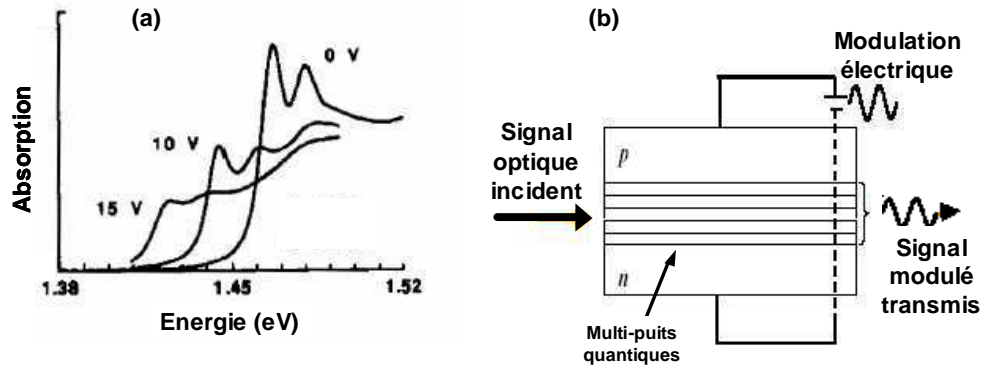 (a)
Absorption
0 V
10 V
15 V
1.38
1.45
1.52
Energie (eV)
(b)
Modulation
électrique
Signal
optique
incident
p
n
Multi-puits
quantiques
Signal
modulé
transmis